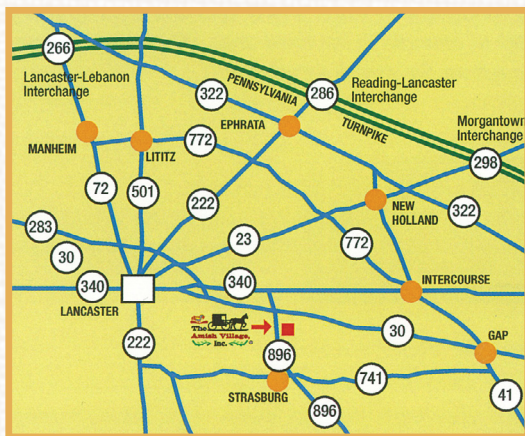 266
Lancaster-Lebanon
Interchange
322
PENNSYLVANIA
286
Reading-Lancaster
Interchange
EPHRATA
TURNPIKE
Morgantown
Interchange
298
MANHEIM
LITITZ
772
72
501
222
NEW
HOLLAND
322
283
30
23
772
340
340
INTERCOURSE
LANCASTER
The
Amish Village,
Inc.
30
222
896
GAP
741
STRASBURG
896
41